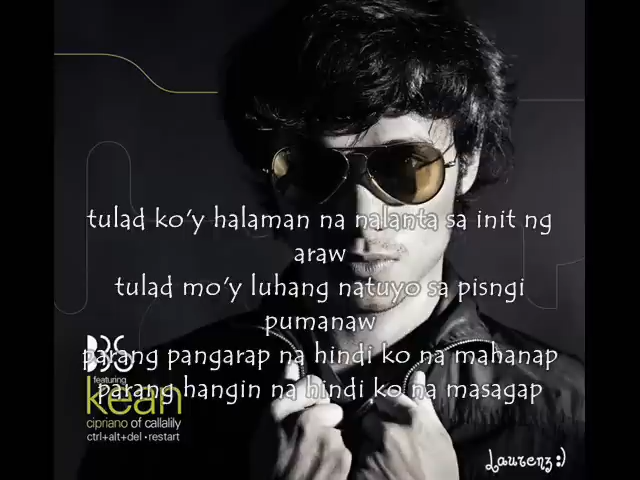 tulad ko'y halaman na nalanta sa init ng
araw
tulad mo'y luhang natuyo sa pisngi
pumanaw
parang pangarap na hindi ko na mahanap
parang hangin na hindi ko na masagap
featuring
kean
cipriano of callalily
ctrl+alt+del • restart
Laurenz :)